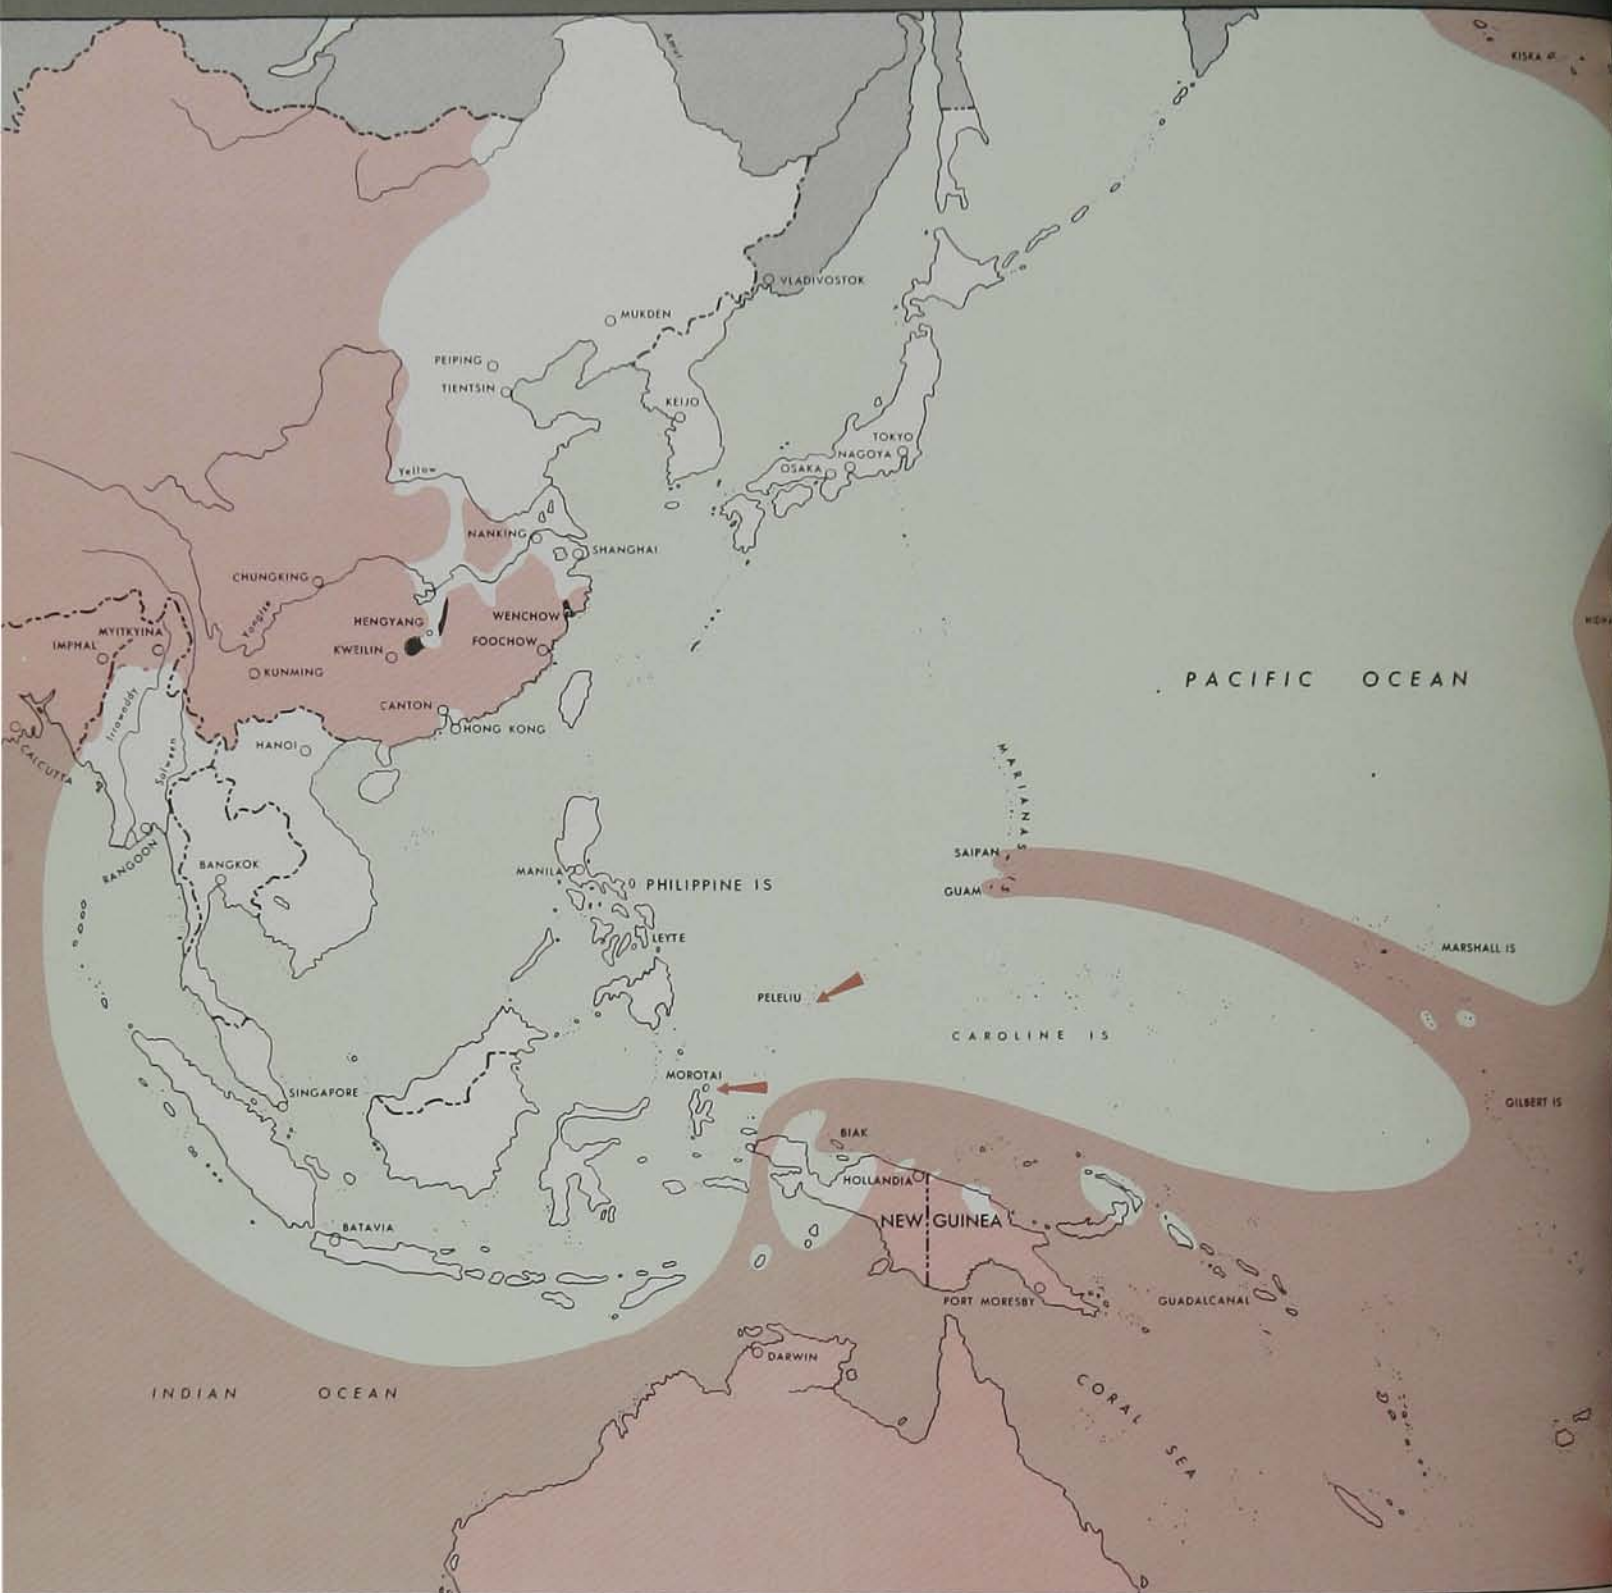 Amur
KISKA
VLADIVOSTOK
MUKDEN
PEIPING
TIENTSIN
KEIJO
TOKYO
NAGOYA
OSAKA
Yellow
NANKING
SHANGHAI
CHUNGKING
Yangtze
HENGYANG
WENCHOW
MYITKYINA
IMPHAL
KWEILIN
FOOCHOW
KUNMING
PACIFIC OCEAN
CANTON
HONG KONG
Irrawaddy
HANOI
CALCUTTA
Salween
MARIANAS
RANGOON
BANGKOK
SAIPAN
MANILA
PHILIPPINE IS
GUAM
LEYTE
MARSHALL IS
PELELIU
CAROLINE IS
MOROTAI
SINGAPORE
GILBERT IS
BIAK
HOLLANDIA
NEW GUINEA
BATAVIA
PORT MORESBY
GUADALCANAL
DARWIN
INDIAN OCEAN
CORAL SEA